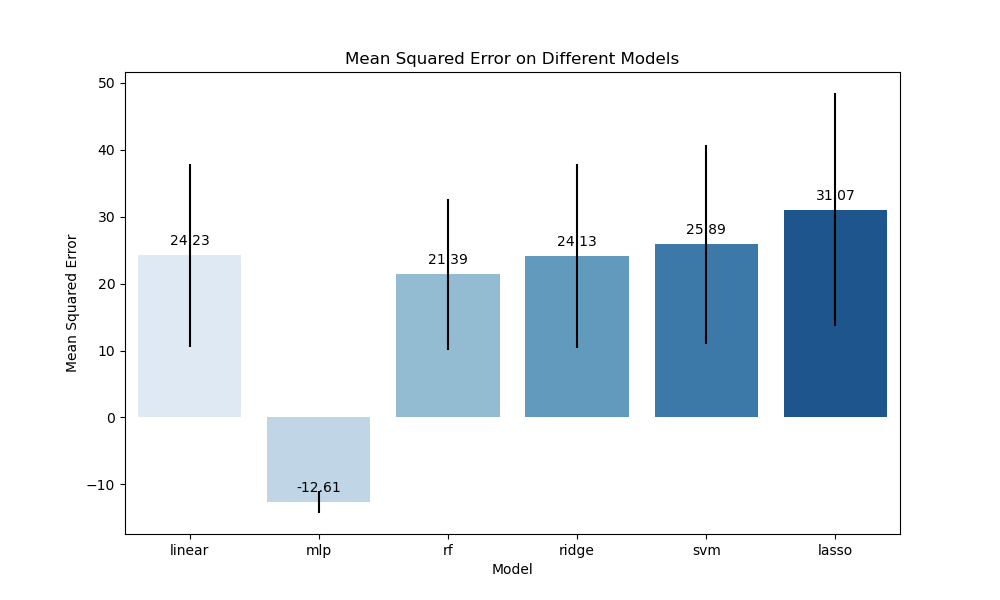 Mean Squared Error on Different Models
Mean Squared Error
50
40
30
20
10
0
−10
24.23
-12.61
21.39
24.13
25.89
31.07
linear
mlp
rf
ridge
svm
lasso
Model